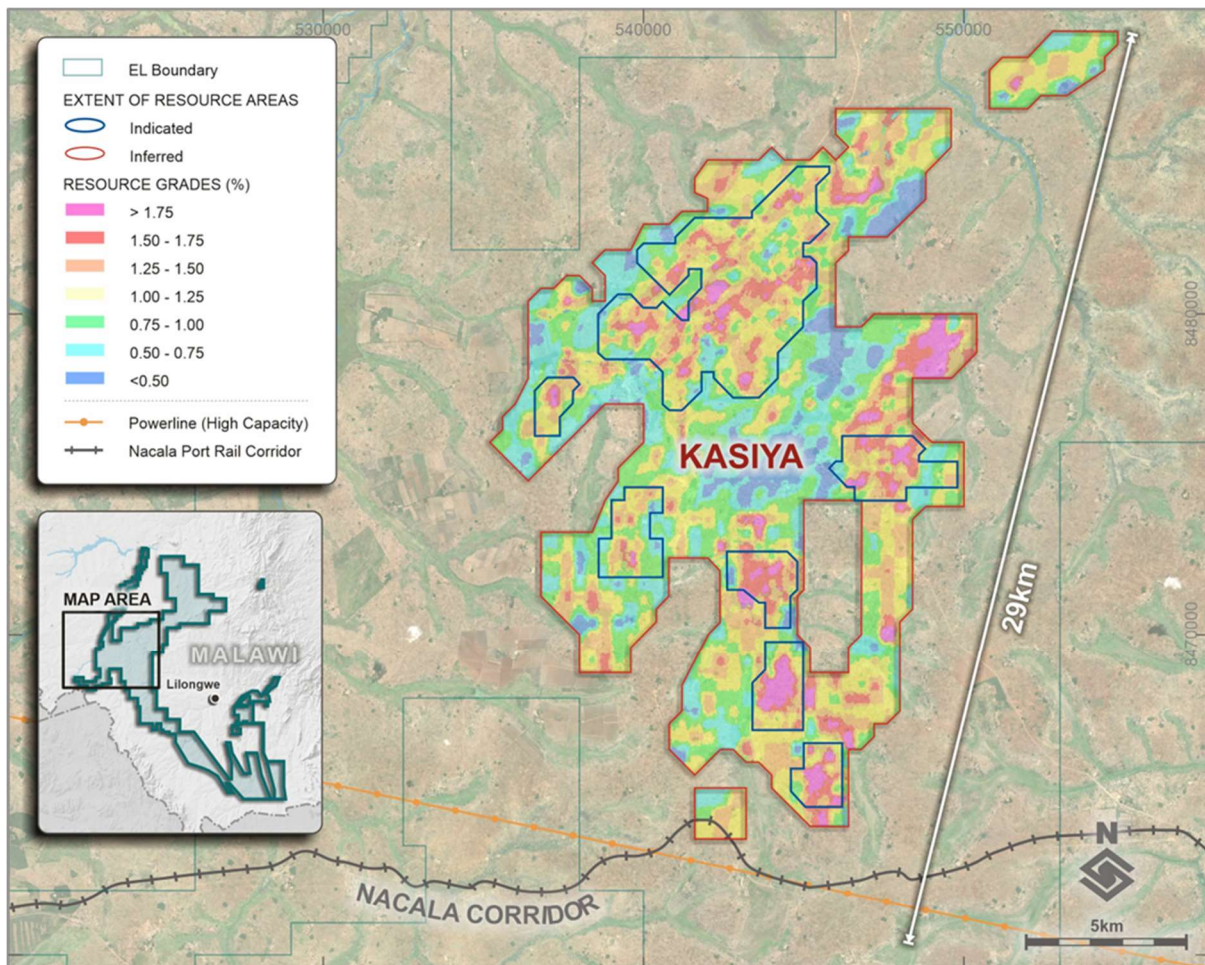 530000
540000
550000
EL Boundary
EXTENT OF RESOURCE AREAS
Indicated
Inferred
RESOURCE GRADES (%)
> 1.75
1.50 - 1.75
1.25 - 1.50
1.00 - 1.25
0.75 - 1.00
0.50 - 0.75
<0.50
Powerline (High Capacity)
Nacala Port Rail Corridor
8480000
KASIYA
MAP AREA
MALAWI
Lilongwe
29km
8470000
NACALA CORRIDOR
N
5km